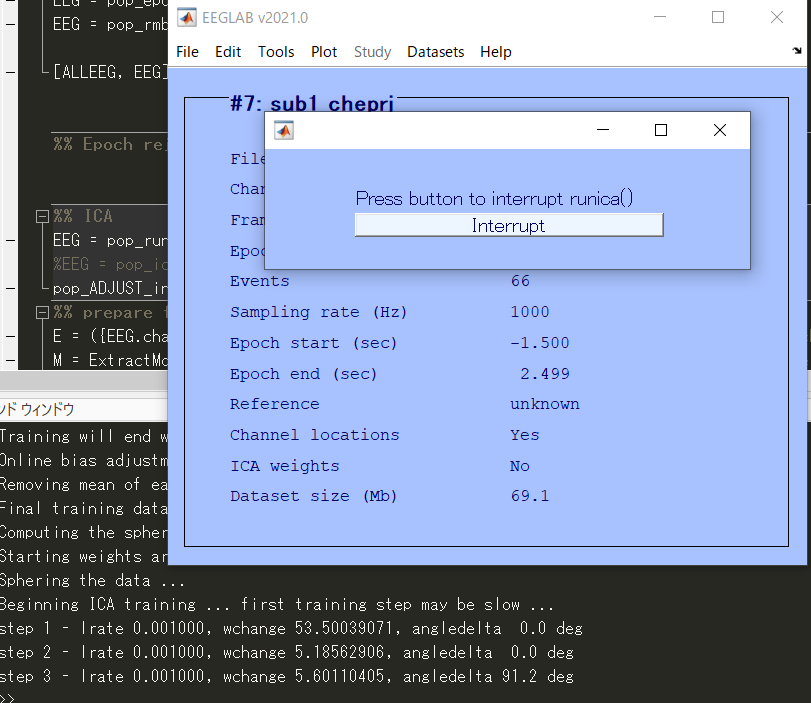 EEG = pop_epo
EEG = pop_rmb
[ALLEEG, EEG]
%% Epoch rej
%% ICA
EEG = pop_run
%EEG = pop_ic
pop_ADJUST_in
%% prepare f
E = ({EEG.cha
M = ExtractMo
EEGLAB v2021.0
File Edit Tools Plot Study Datasets Help
#7: sub1 chepri
File
Chan
Fram
Epoc
Press button to interrupt runica()
Interrupt
Events 66
Sampling rate (Hz) 1000
Epoch start (sec) -1.500
Epoch end (sec) 2.499
Reference unknown
Channel locations Yes
ICA weights No
Dataset size (Mb) 69.1
ンド ウィンドウ
Training will end w
Online bias adjustm
Removing mean of ea
Final training data
Computing the spher
Starting weights ar
Sphering the data ...
Beginning ICA training ... first training step may be slow ...
step 1 - lrate 0.001000, wchange 53.50039071, angledelta 0.0 deg
step 2 - lrate 0.001000, wchange 5.18562906, angledelta 0.0 deg
step 3 - lrate 0.001000, wchange 5.60110405, angledelta 91.2 deg
>>